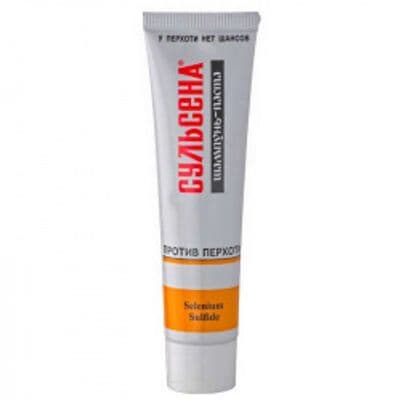 У ПЕРХОТИ НЕТ ШАНСОВ
СУЛЬСЕНА®
ШАМПУНЬ-ПАСТА
ПРОТИВ ПЕРХОТИ
Selenium
Sulfide